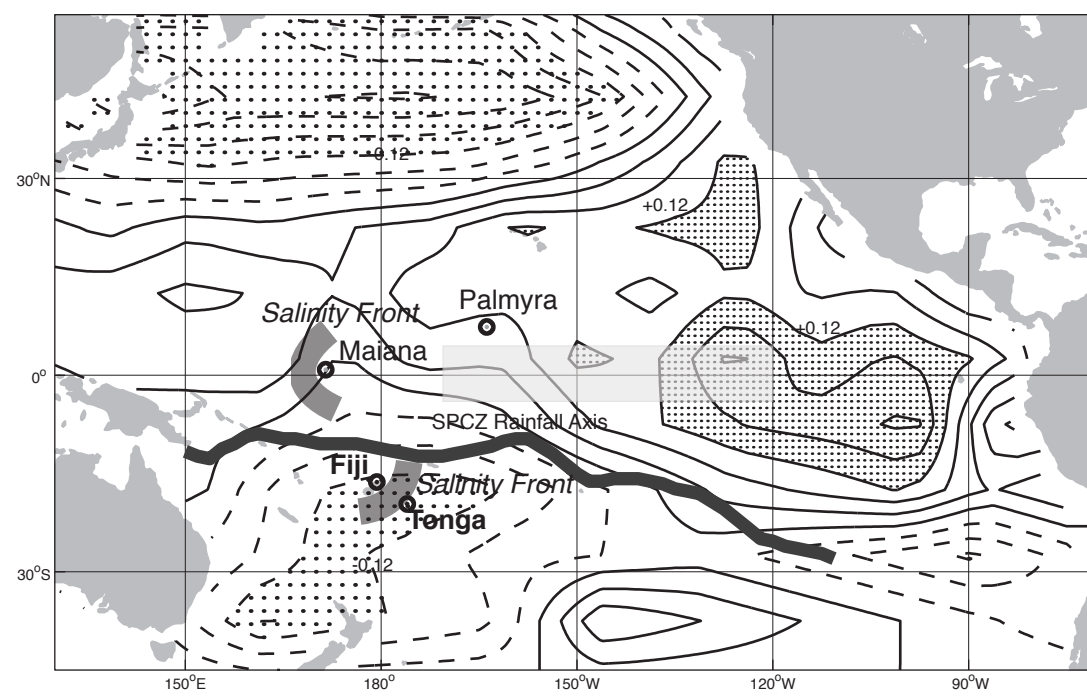 -0.12
30°N
+0.12
Palmyra
Salinity Front
+0.12
Maiana
0°
SPCZ Rainfall Axis
Fiji
Salinity Front
Tonga
-0.12
30°S
150°E 180° 150°W 120°W 90°W